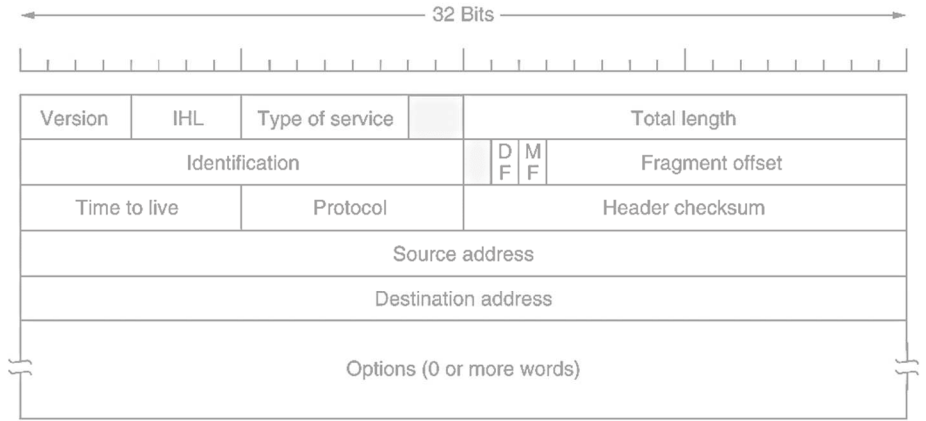 32 Bits
Version IHL Type of service Total length
Identification D F M F Fragment offset
Time to live Protocol Header checksum
Source address
Destination address
Options (0 or more words)